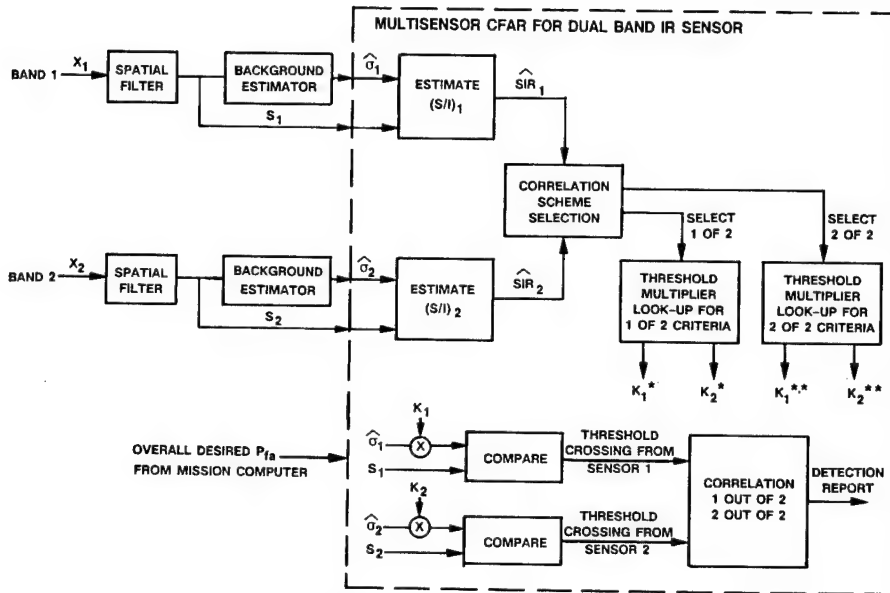 MULTISENSOR CFAR FOR DUAL BAND IR SENSOR
BAND 1
X₁
SPATIAL
FILTER
BACKGROUND
ESTIMATOR
σ̂₁
S₁
ESTIMATE
(S/I)₁
SIR̂₁
CORRELATION
SCHEME
SELECTION
SELECT
1 OF 2
SELECT
2 OF 2
BAND 2
X₂
SPATIAL
FILTER
BACKGROUND
ESTIMATOR
σ̂₂
S₂
ESTIMATE
(S/I)₂
SIR̂₂
THRESHOLD
MULTIPLIER
LOOK-UP FOR
1 OF 2 CRITERIA
THRESHOLD
MULTIPLIER
LOOK-UP FOR
2 OF 2 CRITERIA
K₁*
K₂*
K₁**
K₂**
OVERALL DESIRED Pfa
FROM MISSION COMPUTER
K₁
σ̂₁
X
S₁
COMPARE
THRESHOLD
CROSSING FROM
SENSOR 1
K₂
σ̂₂
X
S₂
COMPARE
THRESHOLD
CROSSING FROM
SENSOR 2
CORRELATION
1 OUT OF 2
2 OUT OF 2
DETECTION
REPORT